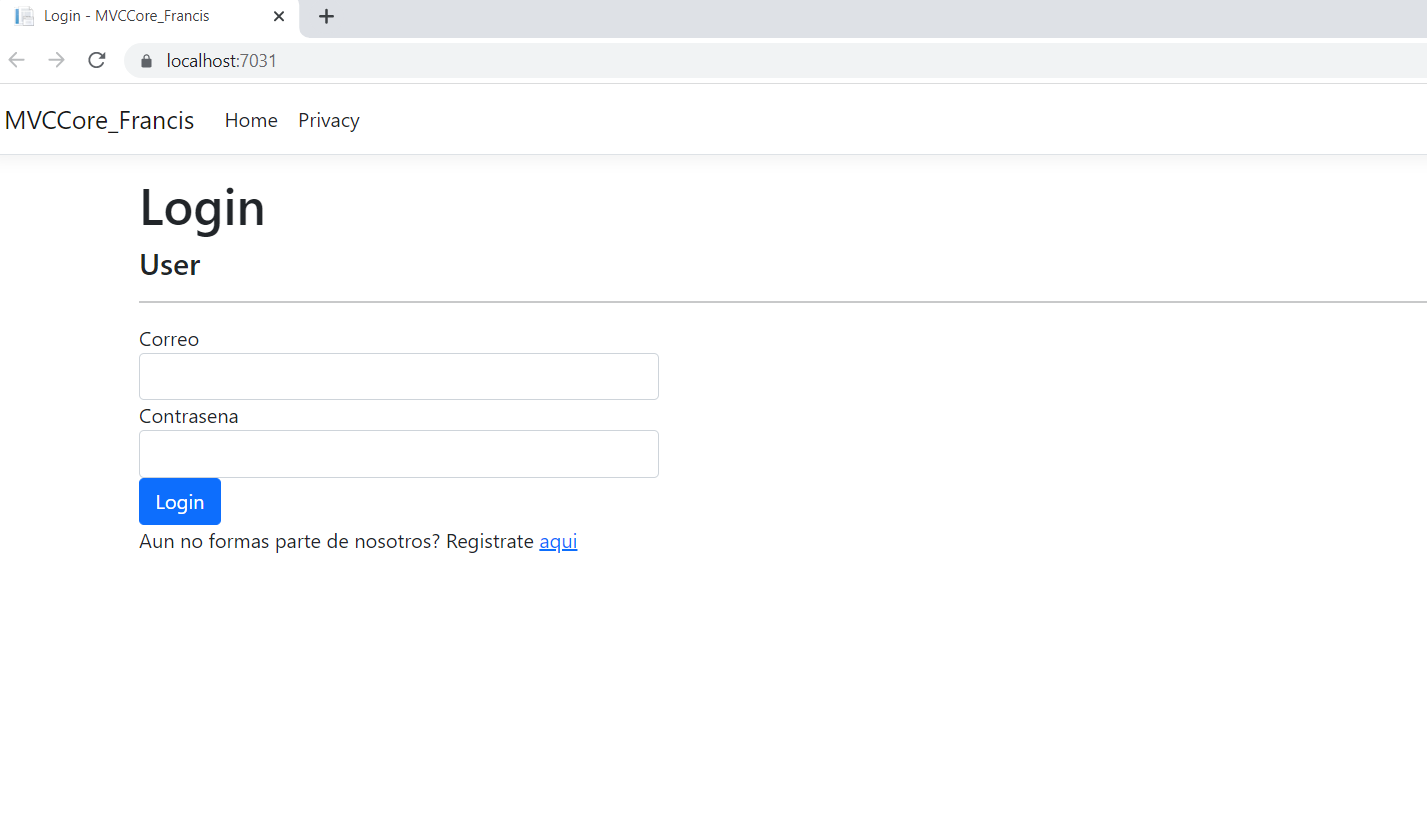 Login - MVCCore_Francis
localhost:7031
MVCCore_Francis Home Privacy
Login
User
Correo
Contrasena
Login
Aun no formas parte de nosotros? Registrate aqui